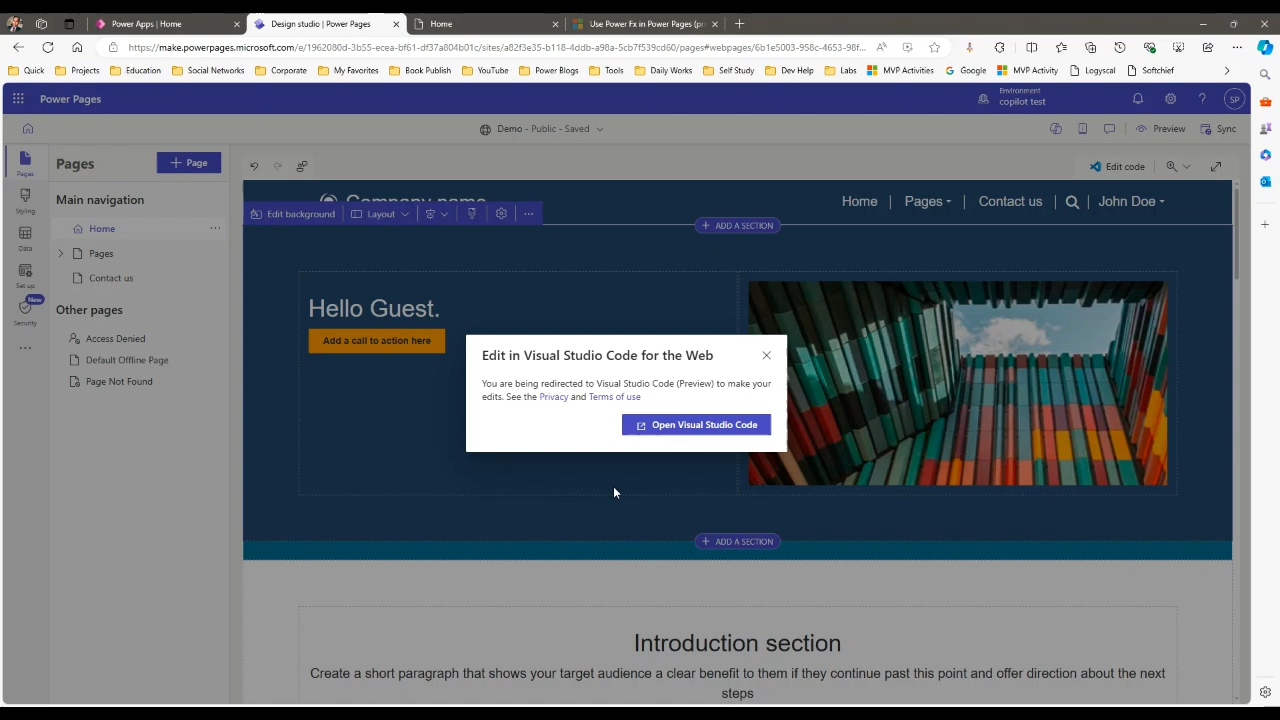 Power Apps | Home
Design studio | Power Pages
Home
Use Power Fx in Power Pages (pr
https://make.powerpages.microsoft.com/e/1962080d-3b55-ecea-bf61-df37a804b01c/sites/a82f3e35-b118-4ddb-a98a-5cb7f539cd60/pages#webpages/6b1e5003-958c-4653-98f...
Quick
Projects
Education
Social Networks
Corporate
My Favorites
Book Publish
YouTube
Power Blogs
Tools
Daily Works
Self Study
Dev Help
Labs
MVP Activities
Google
MVP Activity
Logyscal
Softchief
Power Pages
Environment
copilot test
SP
Demo - Public - Saved
Preview
Sync
Pages
Styling
Data
Set up
New
Security
Pages
+ Page
Main navigation
Home
Pages
Contact us
Other pages
Access Denied
Default Offline Page
Page Not Found
Edit code
Company name
Home | Pages | Contact us | John Doe
Edit background
Layout
+ ADD A SECTION
Hello Guest.
Add a call to action here
Edit in Visual Studio Code for the Web
You are being redirected to Visual Studio Code (Preview) to make your
edits. See the Privacy and Terms of use
Open Visual Studio Code
+ ADD A SECTION
Introduction section
Create a short paragraph that shows your target audience a clear benefit to them if they continue past this point and offer direction about the next
steps